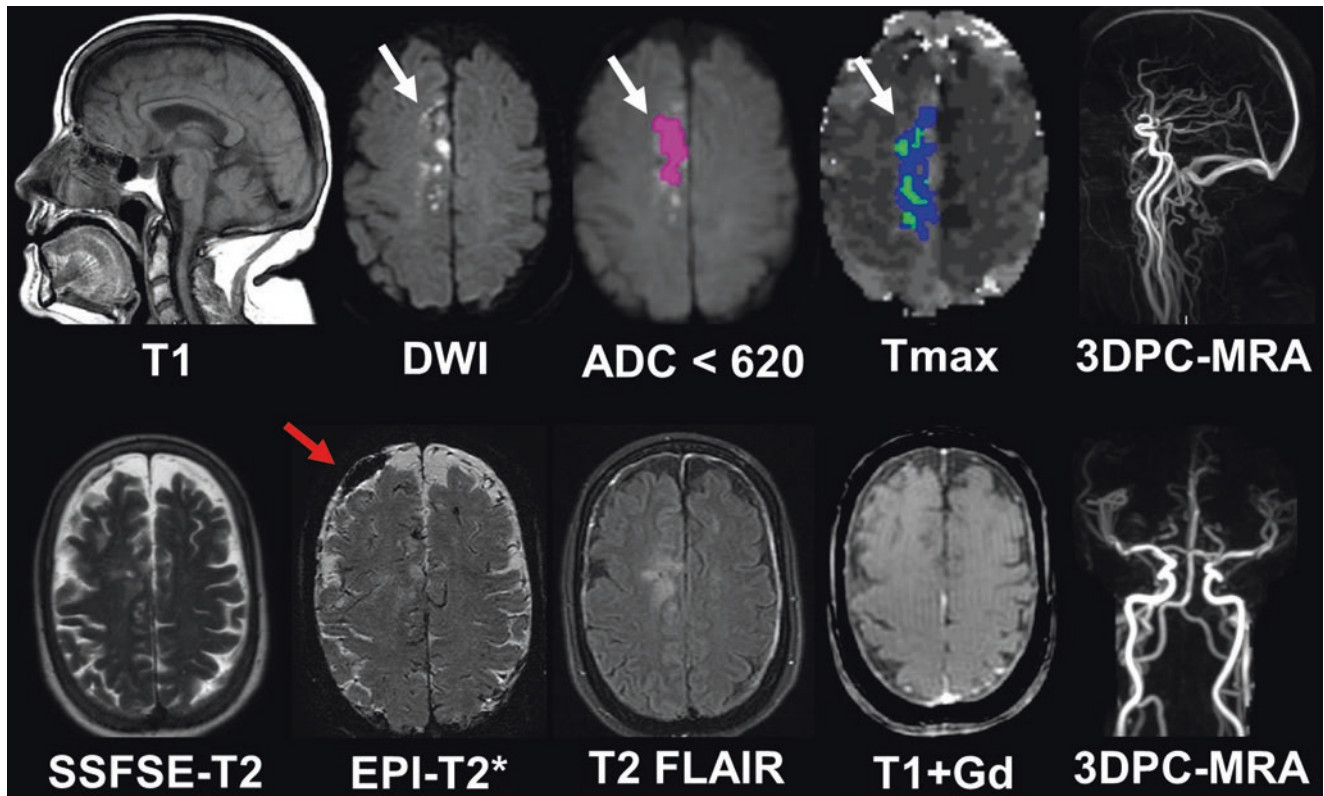 T1
DWI
ADC < 620
Tmax
3DPC-MRA
SSFSE-T2
EPI-T2*
T2 FLAIR
T1+Gd
3DPC-MRA